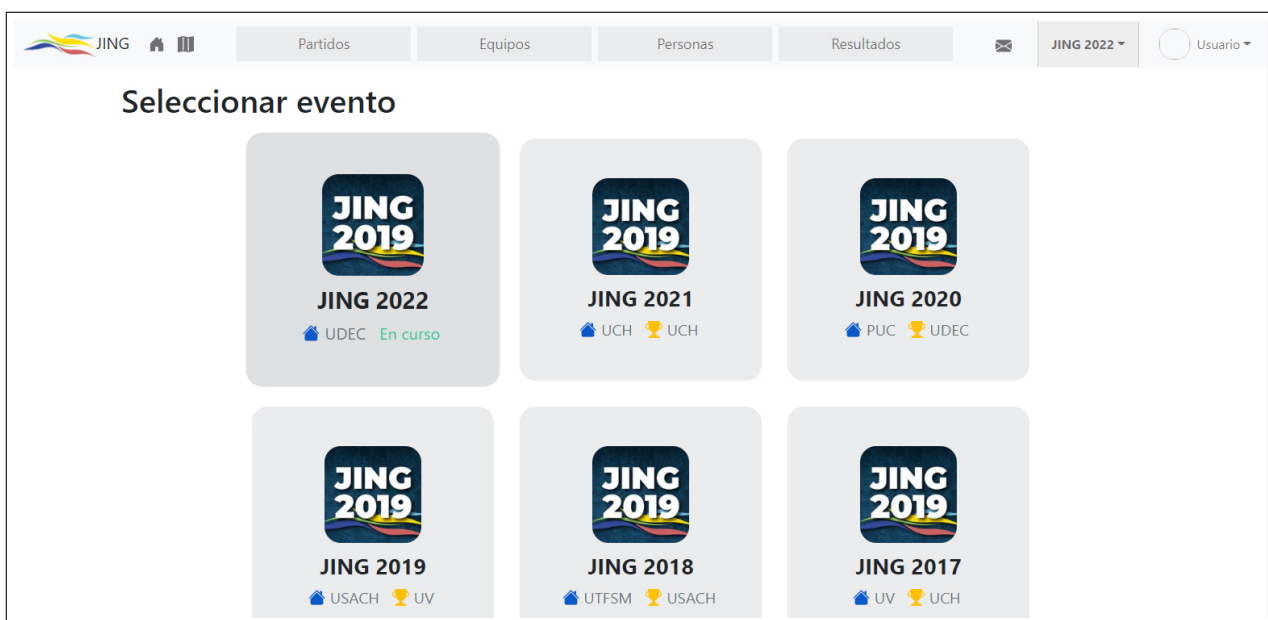 JING Partidos Equipos Personas Resultados JING 2022 Usuario
Seleccionar evento
JING
2019
JING
2019
JING
2019
JING 2022
JING 2021
JING 2020
UDEC En curso
UCH UCH
PUC UDEC
JING
2019
JING
2019
JING
2019
JING 2019
JING 2018
JING 2017
USACH UV
UTFSM USACH
UV UCH